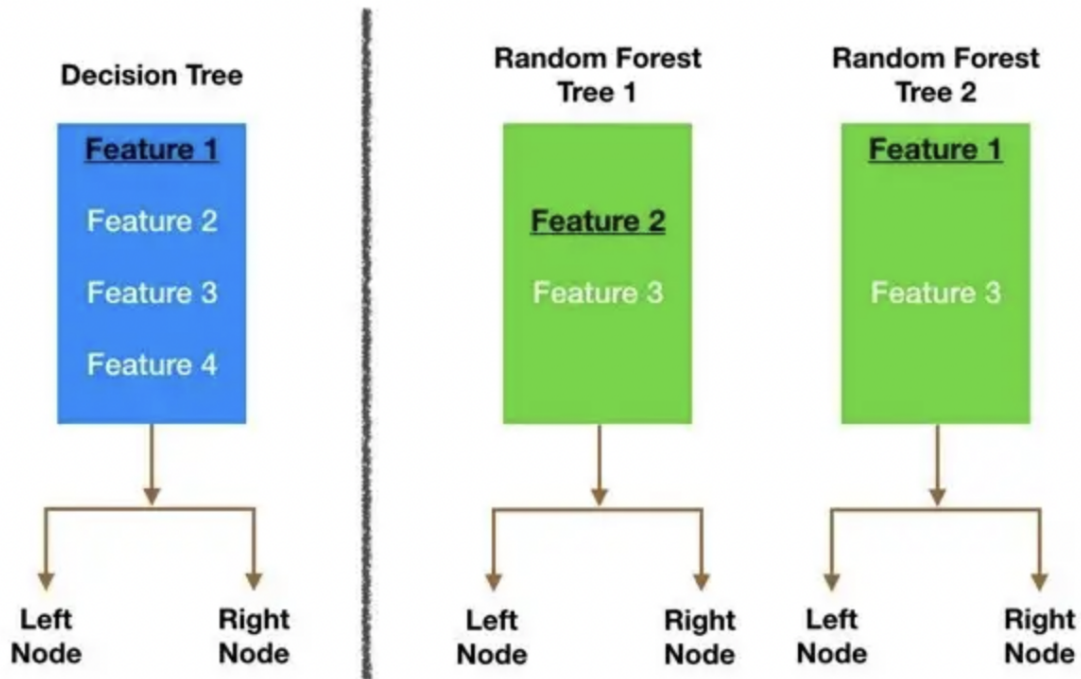 Decision Tree
Feature 1
Feature 2
Feature 3
Feature 4
Left
Node
Right
Node
Random Forest
Tree 1
Feature 2
Feature 3
Left
Node
Right
Node
Random Forest
Tree 2
Feature 1
Feature 3
Left
Node
Right
Node